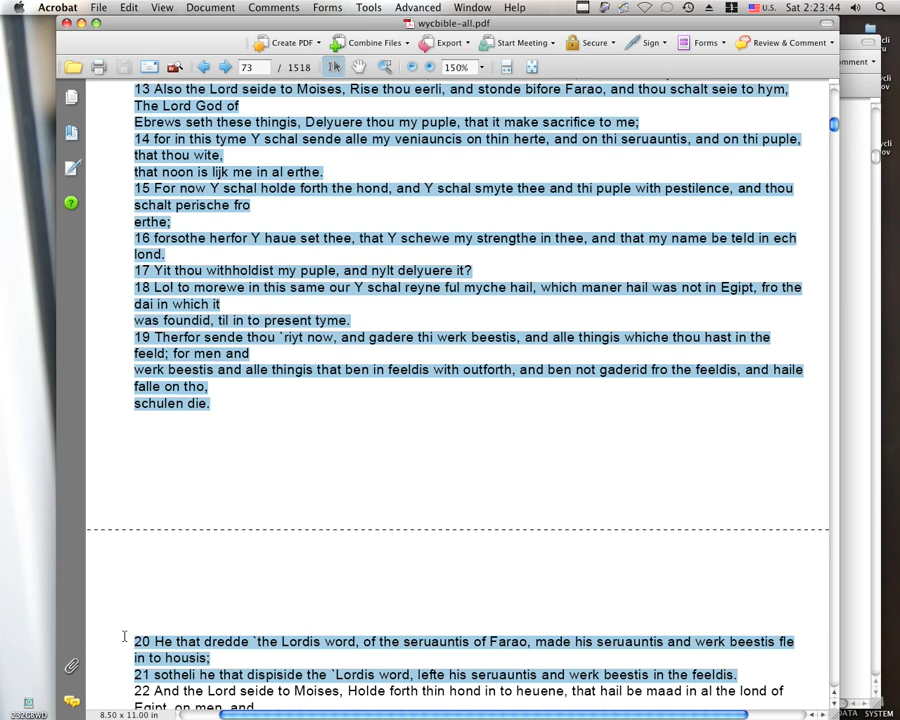 Acrobat File Edit View Document Comments Forms Tools Advanced Window Help U.S. Sat 2:23:44
wycbible-all.pdf
Create PDF Combine Files Export Start Meeting Secure Sign Forms Review & Comment
73 / 1518 150%
13 Also the Lord seide to Moises, Rise thou eerli, and stonde bifore Farao, and thou schalt seie to hym,
The Lord God of
Ebrews seth these thingis, Delyuere thou my puple, that it make sacrifice to me;
14 for in this tyme Y schal sende alle my veniauncis on thin herte, and on thi seruauntis, and on thi puple,
that thou wite,
that noon is lijk me in al erthe.
15 For now Y schal holde forth the hond, and Y schal smyte thee and thi puple with pestilence, and thou
schalt perische fro
erthe;
16 forsothe herfor Y haue set thee, that Y schewe my strengthe in thee, and that my name be teld in ech
lond.
17 Yit thou withholdist my puple, and nylt delyuere it?
18 Lo! to morewe in this same our Y schal reyne ful myche hail, which maner hail was not in Egipt, fro the
dai in which it
was foundid, til in to present tyme.
19 Therfor sende thou `riyt now, and gadere thi werk beestis, and alle thingis whiche thou hast in the
feeld; for men and
werk beestis and alle thingis that ben in feeldis with outforth, and ben not gaderid fro the feeldis, and haile
falle on tho,
schulen die.
20 He that dredde `the Lordis word, of the seruauntis of Farao, made his seruauntis and werk beestis fle
in to housis;
21 sotheli he that dispiside the `Lordis word, lefte his seruauntis and werk beestis in the feeldis.
22 And the Lord seide to Moises, Holde forth thin hond in to heuene, that hail be maad in al the lond of
Egipt, on men, and
8.50 x 11.00 in
SYSTEM